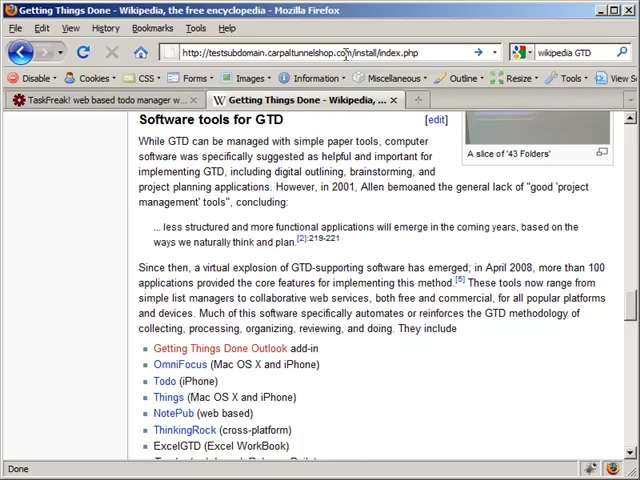 Getting Things Done - Wikipedia, the free encyclopedia - Mozilla Firefox
File Edit View History Bookmarks Tools Help
http://testsubdomain.carpaltunnelshop.com/install/index.php
wikipedia GTD
Disable Cookies CSS Forms Images Information Miscellaneous Outline Resize Tools
TaskFreak! web based todo manager w...
Getting Things Done - Wikipedia, ...
Software tools for GTD [edit]
A slice of '43 Folders'
While GTD can be managed with simple paper tools, computer
software was specifically suggested as helpful and important for
implementing GTD, including digital outlining, brainstorming, and
project planning applications. However, in 2001, Allen bemoaned the general lack of "good 'project
management' tools", concluding:
... less structured and more functional applications will emerge in the coming years, based on the
ways we naturally think and plan.[2]:219-221
Since then, a virtual explosion of GTD-supporting software has emerged; in April 2008, more than 100
applications provided the core features for implementing this method.[5] These tools now range from
simple list managers to collaborative web services, both free and commercial, for all popular platforms
and devices. Much of this software specifically automates or reinforces the GTD methodology of
collecting, processing, organizing, reviewing, and doing. They include
Getting Things Done Outlook add-in
OmniFocus (Mac OS X and iPhone)
Todo (iPhone)
Things (Mac OS X and iPhone)
NotePub (web based)
ThinkingRock (cross-platform)
ExcelGTD (Excel WorkBook)
Done